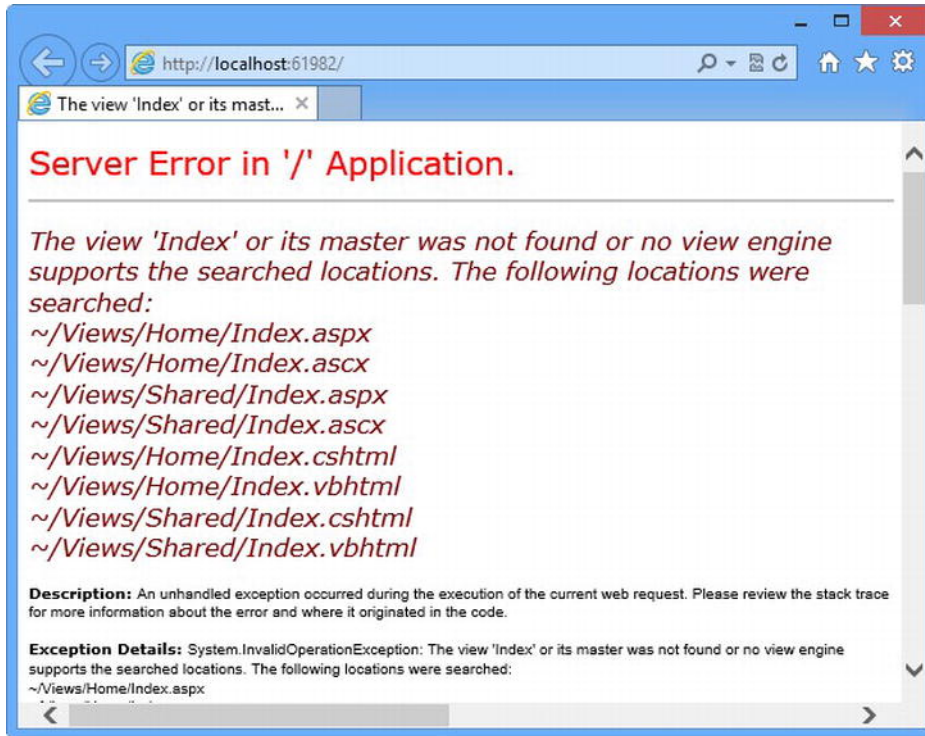 http://localhost:61982/
The view 'Index' or its mast...
Server Error in '/' Application.
The view 'Index' or its master was not found or no view engine
supports the searched locations. The following locations were
searched:
~/Views/Home/Index.aspx
~/Views/Home/Index.ascx
~/Views/Shared/Index.aspx
~/Views/Shared/Index.ascx
~/Views/Home/Index.cshtml
~/Views/Home/Index.vbhtml
~/Views/Shared/Index.cshtml
~/Views/Shared/Index.vbhtml
Description: An unhandled exception occurred during the execution of the current web request. Please review the stack trace
for more information about the error and where it originated in the code.
Exception Details: System.InvalidOperationException: The view 'Index' or its master was not found or no view engine
supports the searched locations. The following locations were searched:
~/Views/Home/Index.aspx